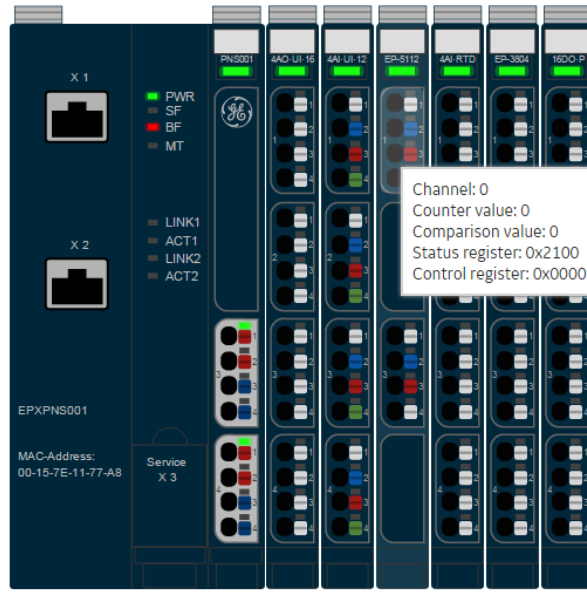 PNS001
4AO-UI-16
4AI-UI-12
EP-5112
4AI-RTD
EP-3804
16DO-P
X 1
PWR
SF
BF
MT
LINK1
ACT1
LINK2
ACT2
X 2
Channel: 0
Counter value: 0
Comparison value: 0
Status register: 0x2100
Control register: 0x0000
EPXPNS001
MAC-Address:
00-15-7E-11-77-A8
Service
X 3